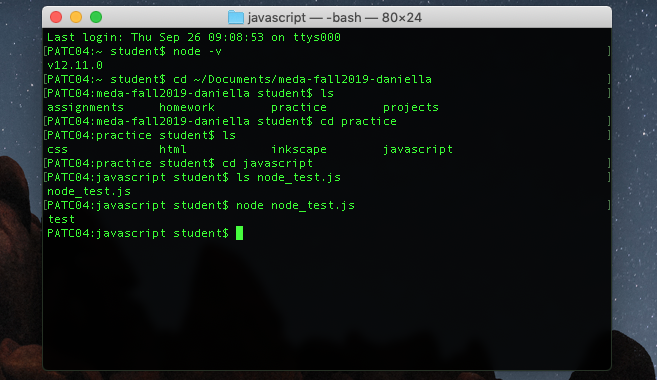 javascript — -bash — 80×24
Last login: Thu Sep 26 09:08:53 on ttys000
[PATC04:~ student$ node -v ]
v12.11.0
[PATC04:~ student$ cd ~/Documents/meda-fall2019-daniella ]
[PATC04:meda-fall2019-daniella student$ ls ]
assignments homework practice projects
[PATC04:meda-fall2019-daniella student$ cd practice ]
[PATC04:practice student$ ls ]
css html inkscape javascript
[PATC04:practice student$ cd javascript ]
[PATC04:javascript student$ ls node_test.js ]
node_test.js
[PATC04:javascript student$ node node_test.js ]
test
PATC04:javascript student$